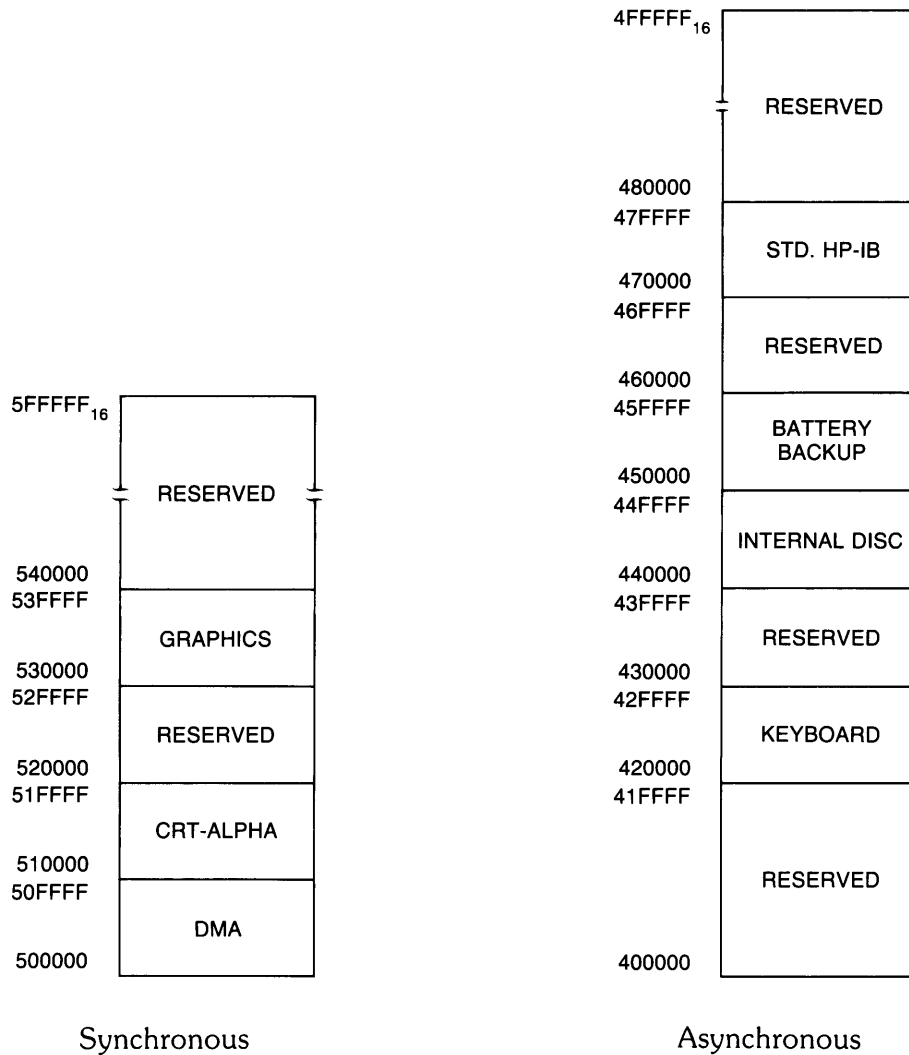 5FFFFF16
RESERVED
540000
53FFFF
GRAPHICS
530000
52FFFF
RESERVED
520000
51FFFF
CRT-ALPHA
510000
50FFFF
DMA
500000
Synchronous
4FFFFF16
RESERVED
480000
47FFFF
STD. HP-IB
470000
46FFFF
RESERVED
460000
45FFFF
BATTERY
BACKUP
450000
44FFFF
INTERNAL DISC
440000
43FFFF
RESERVED
430000
42FFFF
KEYBOARD
420000
41FFFF
RESERVED
400000
Asynchronous